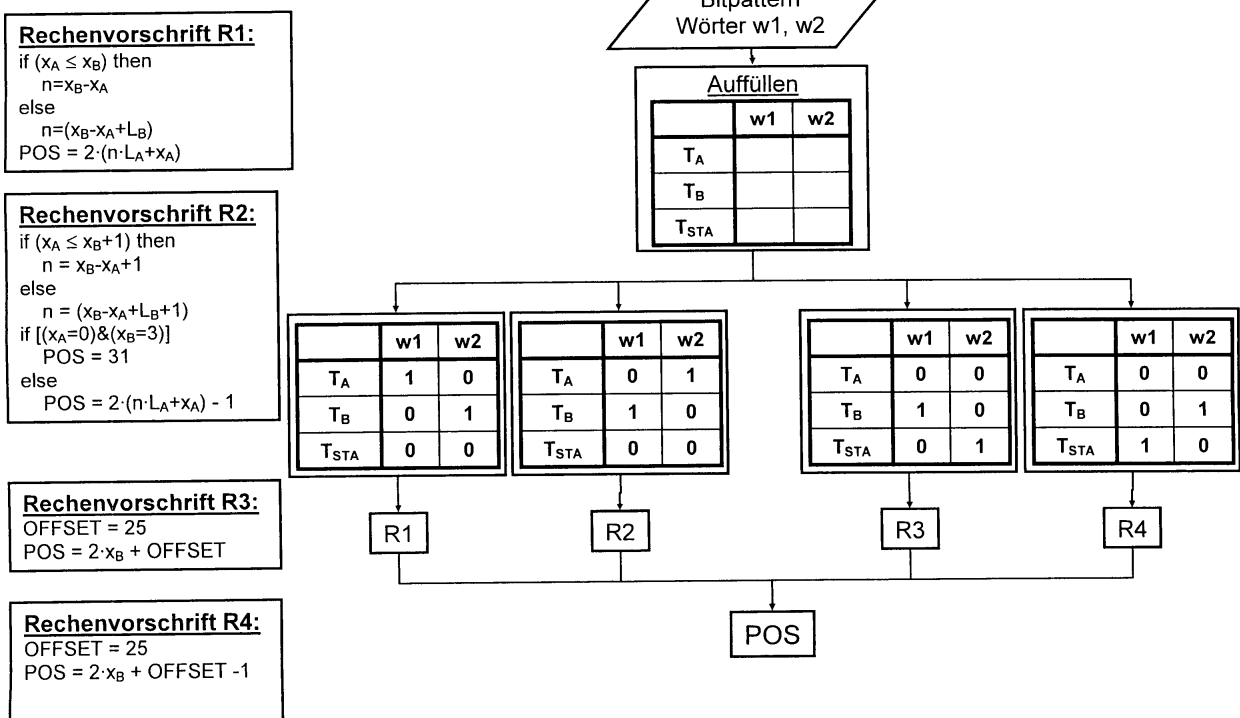 Bitpattern
Wörter w1, w2
Rechenvorschrift R1:
if (xA ≤ xB) then
n=xB-xA
else
n=(xB-xA+LB)
POS = 2·(n·LA+xA)
Rechenvorschrift R2:
if (xA ≤ xB+1) then
n = xB-xA+1
else
n = (xB-xA+LB+1)
if [(xA=0)&(xB=3)]
POS = 31
else
POS = 2·(n·LA+xA) - 1
Rechenvorschrift R3:
OFFSET = 25
POS = 2·xB + OFFSET
Rechenvorschrift R4:
OFFSET = 25
POS = 2·xB + OFFSET -1
Auffüllen
w1 w2
TA
TB
TSTA
w1 w2
TA 1 0
TB 0 1
TSTA 0 0
w1 w2
TA 0 1
TB 1 0
TSTA 0 0
w1 w2
TA 0 0
TB 1 0
TSTA 0 1
w1 w2
TA 0 0
TB 0 1
TSTA 1 0
R1
R2
R3
R4
POS